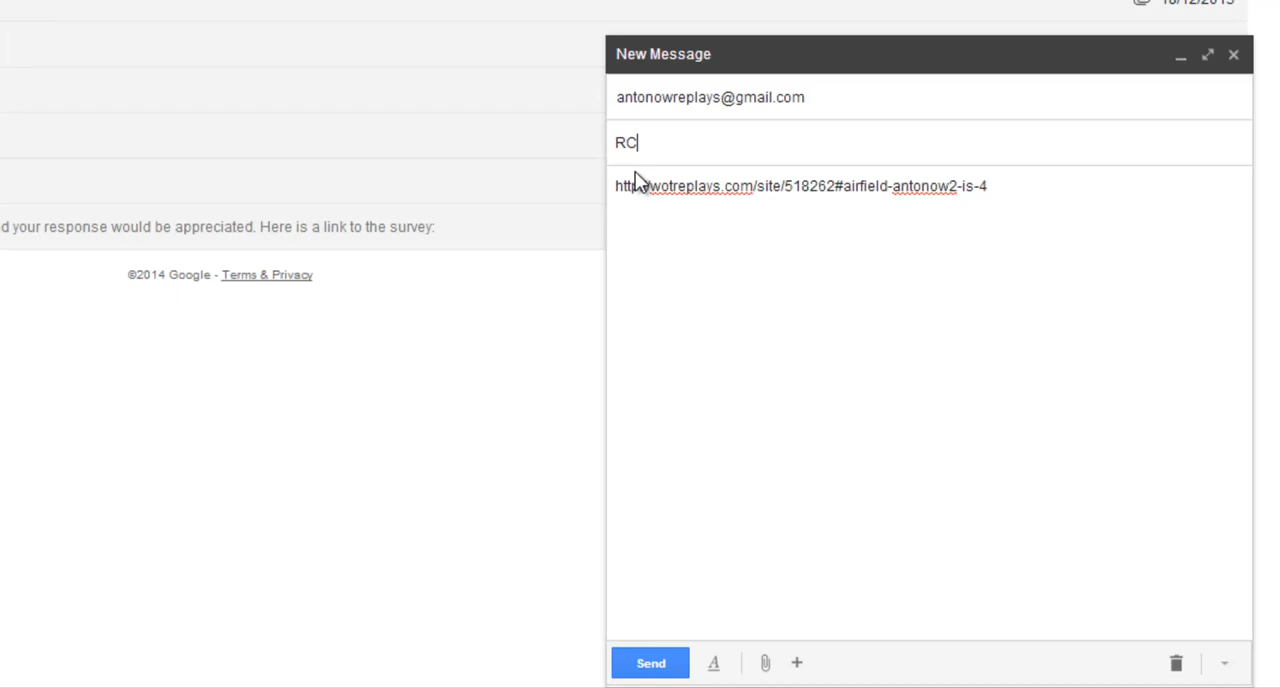 New Message
antonowreplays@gmail.com
RC
wotreplays.com/site/518262#airfield-antonow2-is-4
d your response would be appreciated. Here is a link to the survey:
©2014 Google - Terms & Privacy
Send
A